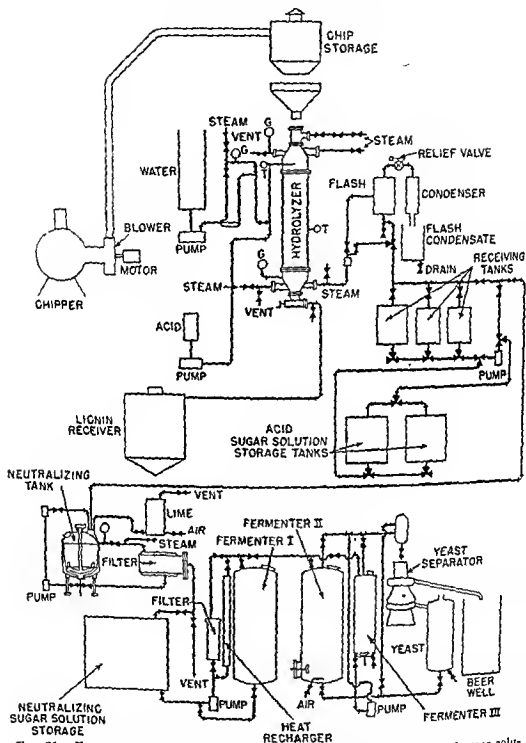 CHIP
STORAGE
STEAM
VENT
G
G
STEAM
WATER
T
RELIEF VALVE
FLASH
CONDENSER
HYDROLYZER
BLOWER
PUMP
T
FLASH
CONDENSATE
MOTOR
CHIPPER
G
DRAIN
RECEIVING
TANKS
STEAM
STEAM
VENT
ACID
PUMP
PUMP
LIGNIN
RECEIVER
ACID
SUGAR SOLUTION
STORAGE TANKS
NEUTRALIZING
TANK
VENT
LIME
AIR
STEAM
FILTER
FERMENTER II
FERMENTER I
YEAST
SEPARATOR
PUMP
FILTER
YEAST
VENT
BEER
WELL
AIR
PUMP
PUMP
FERMENTER III
NEUTRALIZING
SUGAR SOLUTION
STORAGE
HEAT
RECHARGER